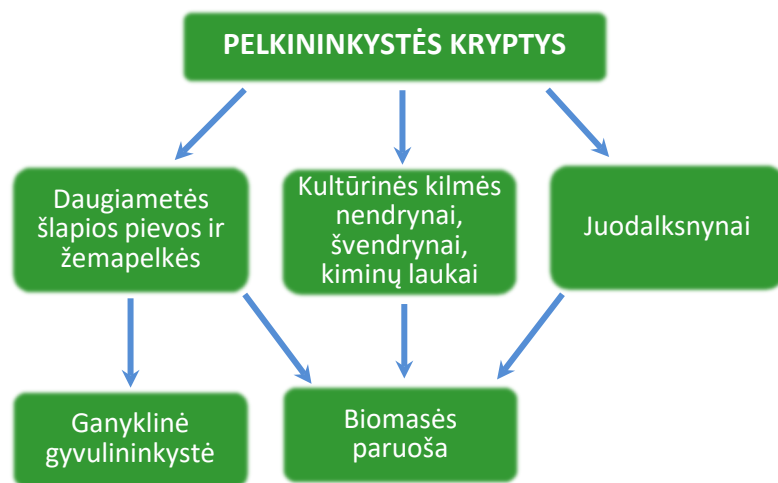 PELKININKYSTĖS KRYPTYS
Daugiametės
šlapios pievos ir
žemapelkės
Kultūrinės kilmės
nendrynai,
švendrynai,
kiminų laukai
Juodalksnynai
Ganyklinė
gyvulininkystė
Biomasės
paruoša